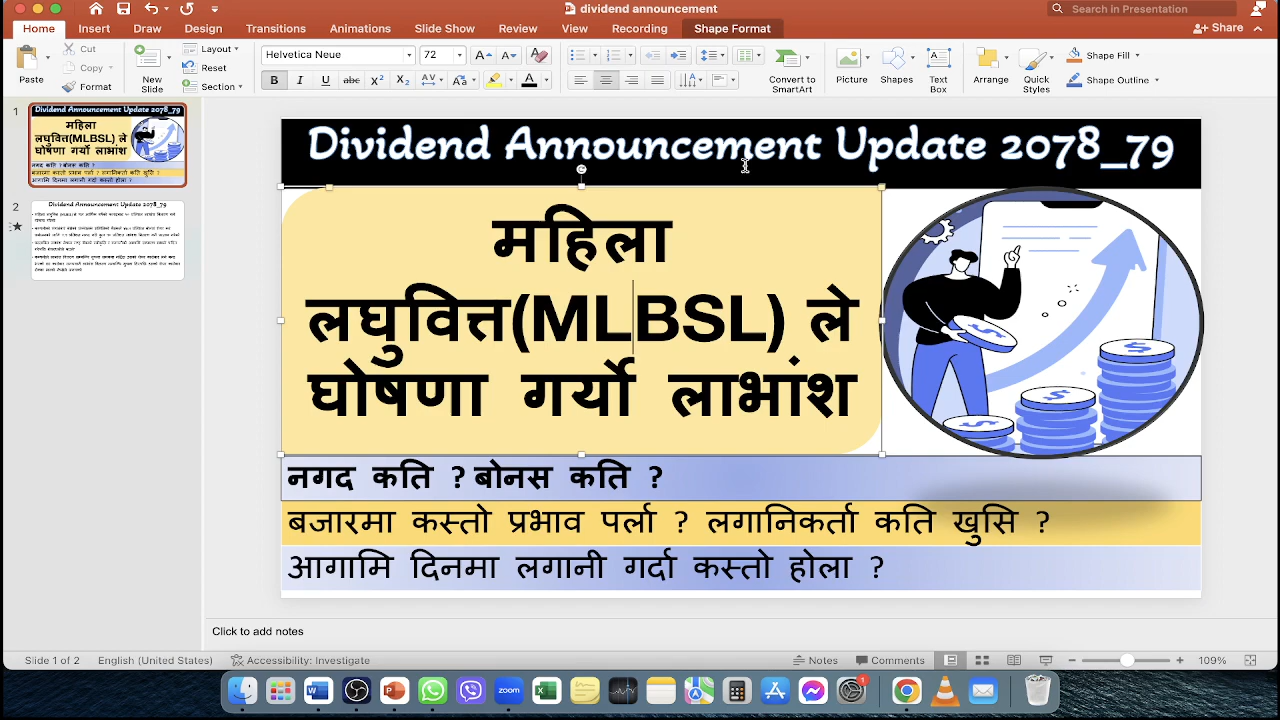 dividend announcement
Search in Presentation
Home Insert Draw Design Transitions Animations Slide Show Review View Recording Shape Format Share
Paste Cut Copy Format New Slide Layout Reset Section Helvetica Neue 72 Convert to SmartArt Picture Shapes Text Box Arrange Quick Styles Shape Fill Shape Outline
1
2
Dividend Announcement Update 2078_79
महिला
लघुवित्त(MLBSL) ले
घोषणा गर्यो लाभांश
नगद कति ? बोनस कति ?
बजारमा कस्तो प्रभाव पर्ला ? लगानिकर्ता कति खुसि ?
आगामि दिनमा लगानी गर्दा कस्तो होला ?
Click to add notes
Slide 1 of 2 English (United States) Accessibility: Investigate Notes Comments 109%
zoom
1